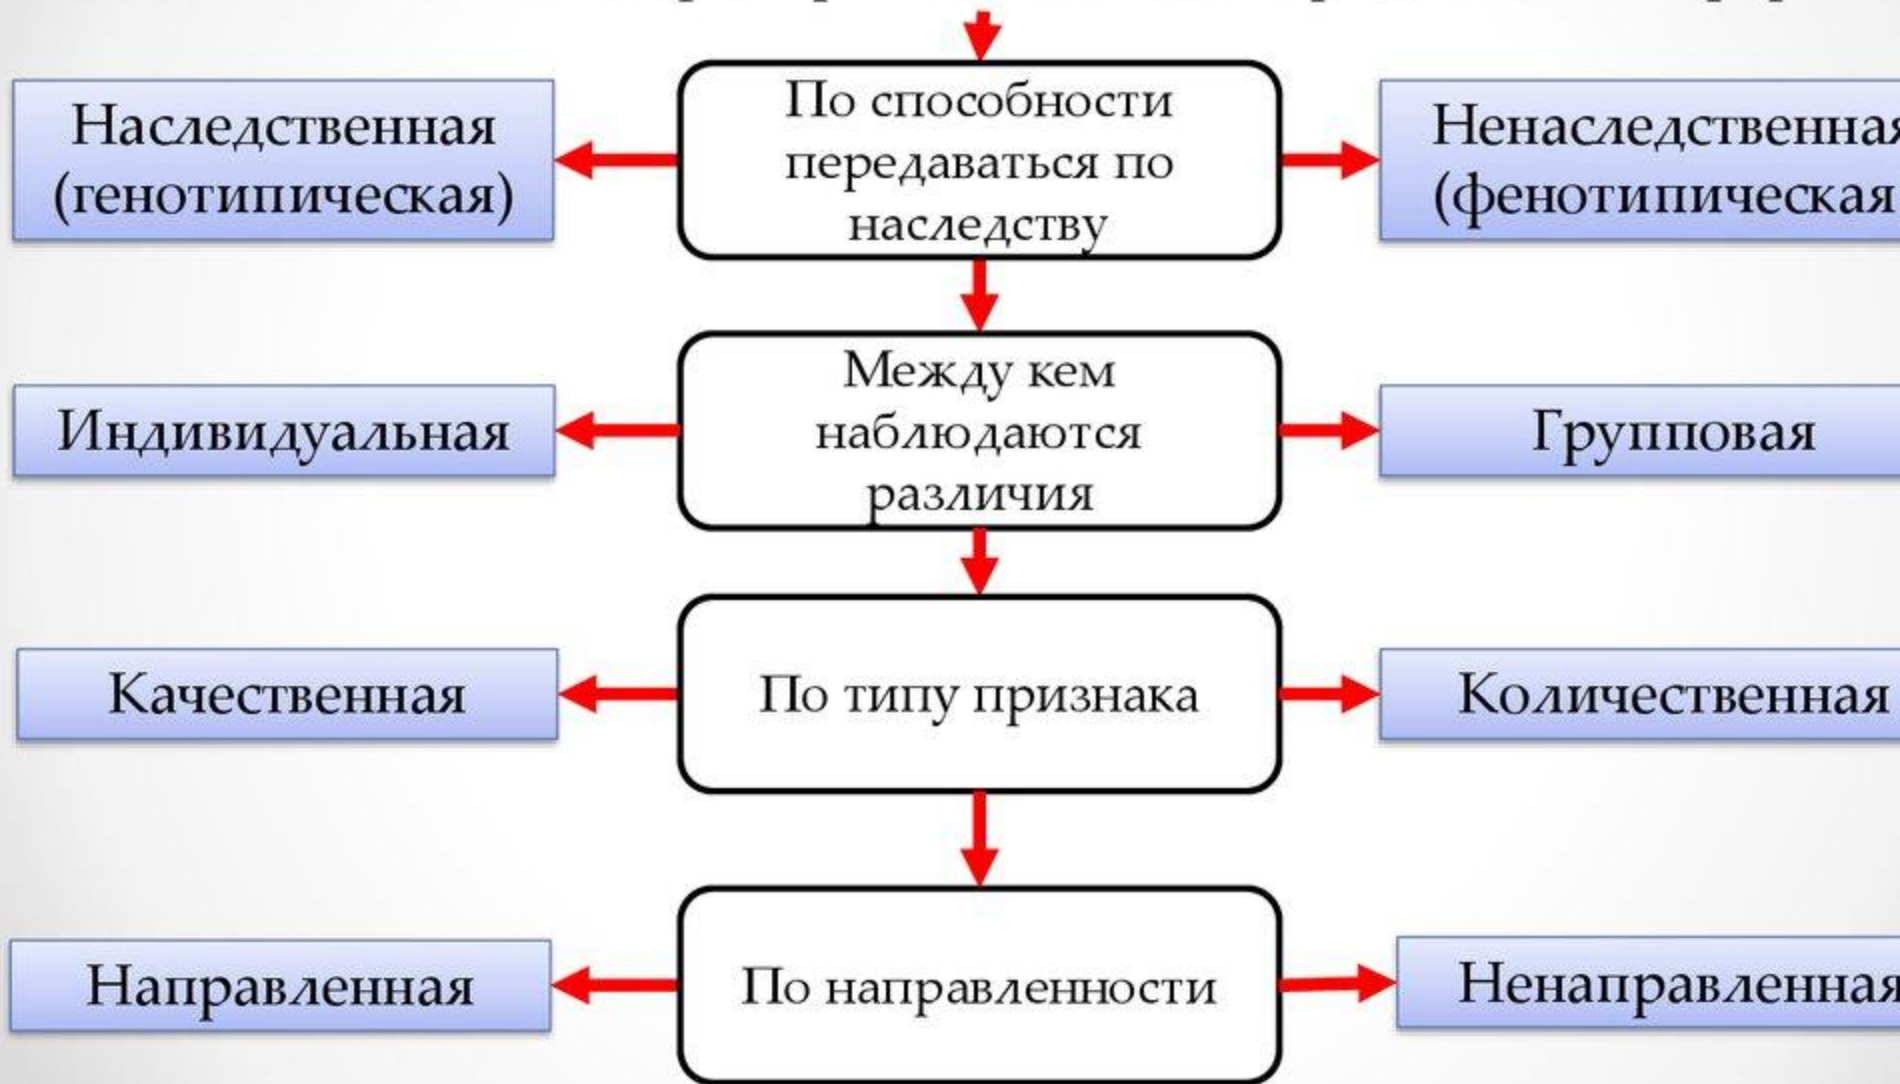 По способности
передаваться по
наследству
Наследственная
(генотипическая)
Ненаследственная
(фенотипическая
Между кем
наблюдаются
различия
Индивидуальная
Групповая
По типу признака
Качественная
Количественная
По направленности
Направленная
Ненаправленная